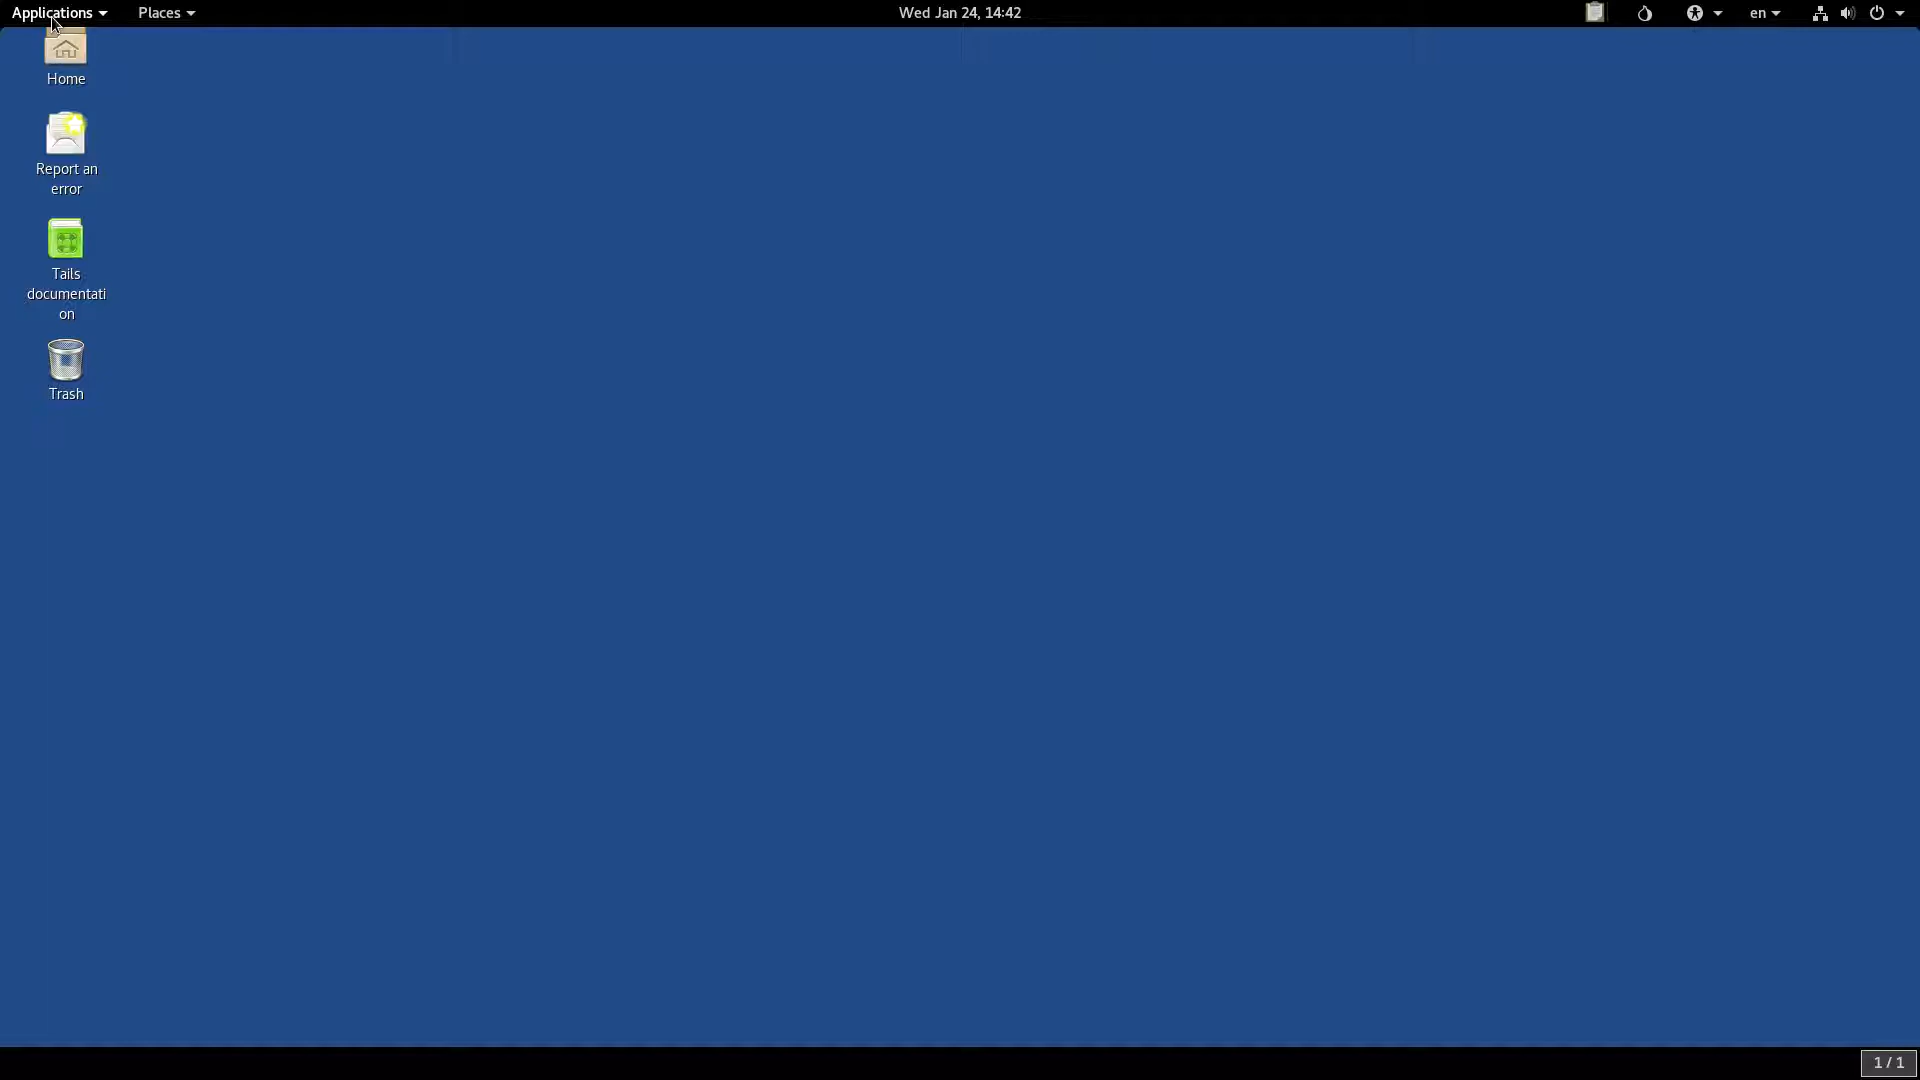 Applications Places Wed Jan 24, 14:42 en
Home
Report an
error
Tails
documentati
on
Trash
1 / 1